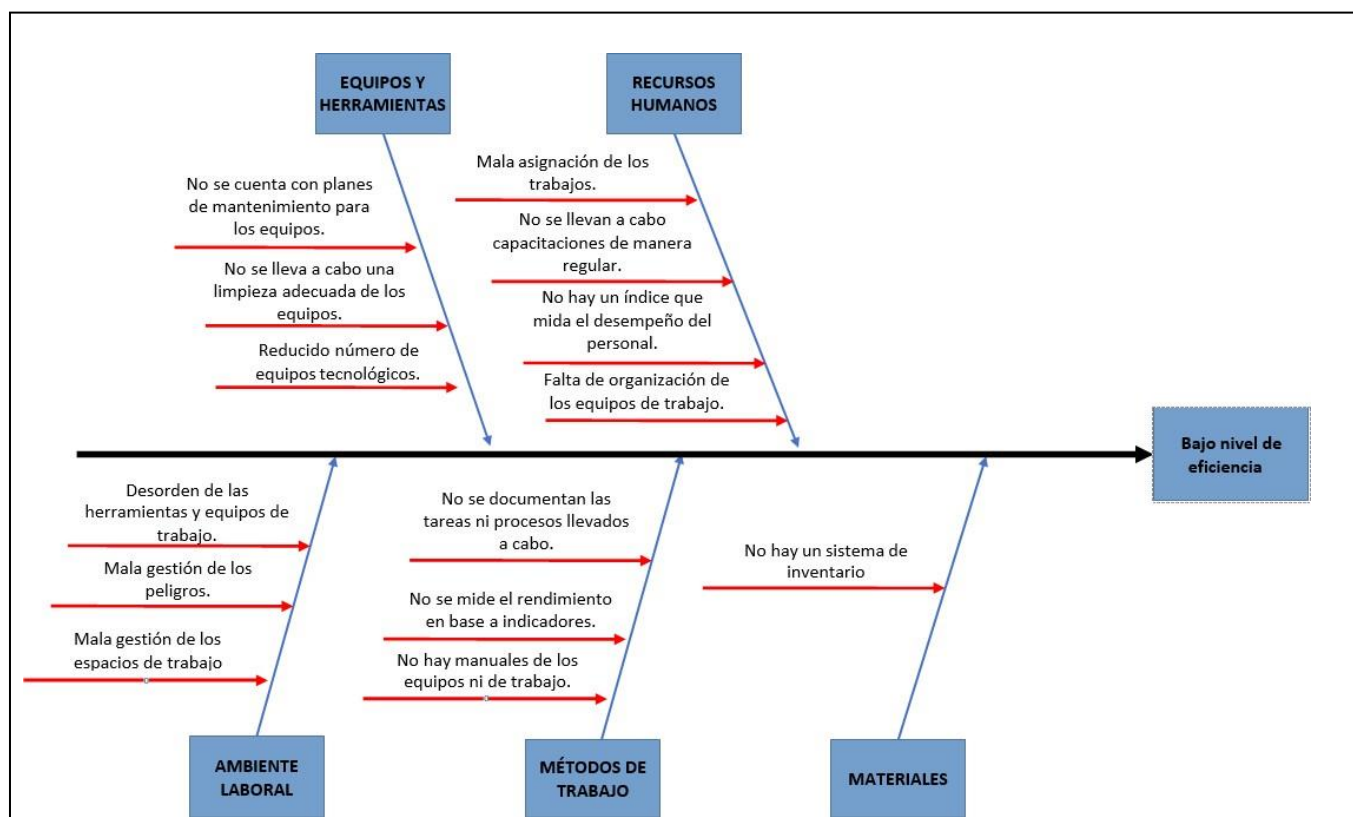 EQUIPOS Y
HERRAMIENTAS
RECURSOS
HUMANOS
No se cuenta con planes
de mantenimiento para
los equipos.
No se lleva a cabo una
limpieza adecuada de los
equipos.
Reducido número de
equipos tecnológicos.
Mala asignación de los
trabajos.
No se llevan a cabo
capacitaciones de manera
regular.
No hay un índice que
mida el desempeño del
personal.
Falta de organización de
los equipos de trabajo.
Bajo nivel de
eficiencia
Desorden de las
herramientas y equipos de
trabajo.
Mala gestión de los
peligros.
Mala gestión de los
espacios de trabajo
No se documentan las
tareas ni procesos llevados
a cabo.
No se mide el rendimiento
en base a indicadores.
No hay manuales de los
equipos ni de trabajo.
No hay un sistema de
inventario
AMBIENTE
LABORAL
MÉTODOS DE
TRABAJO
MATERIALES